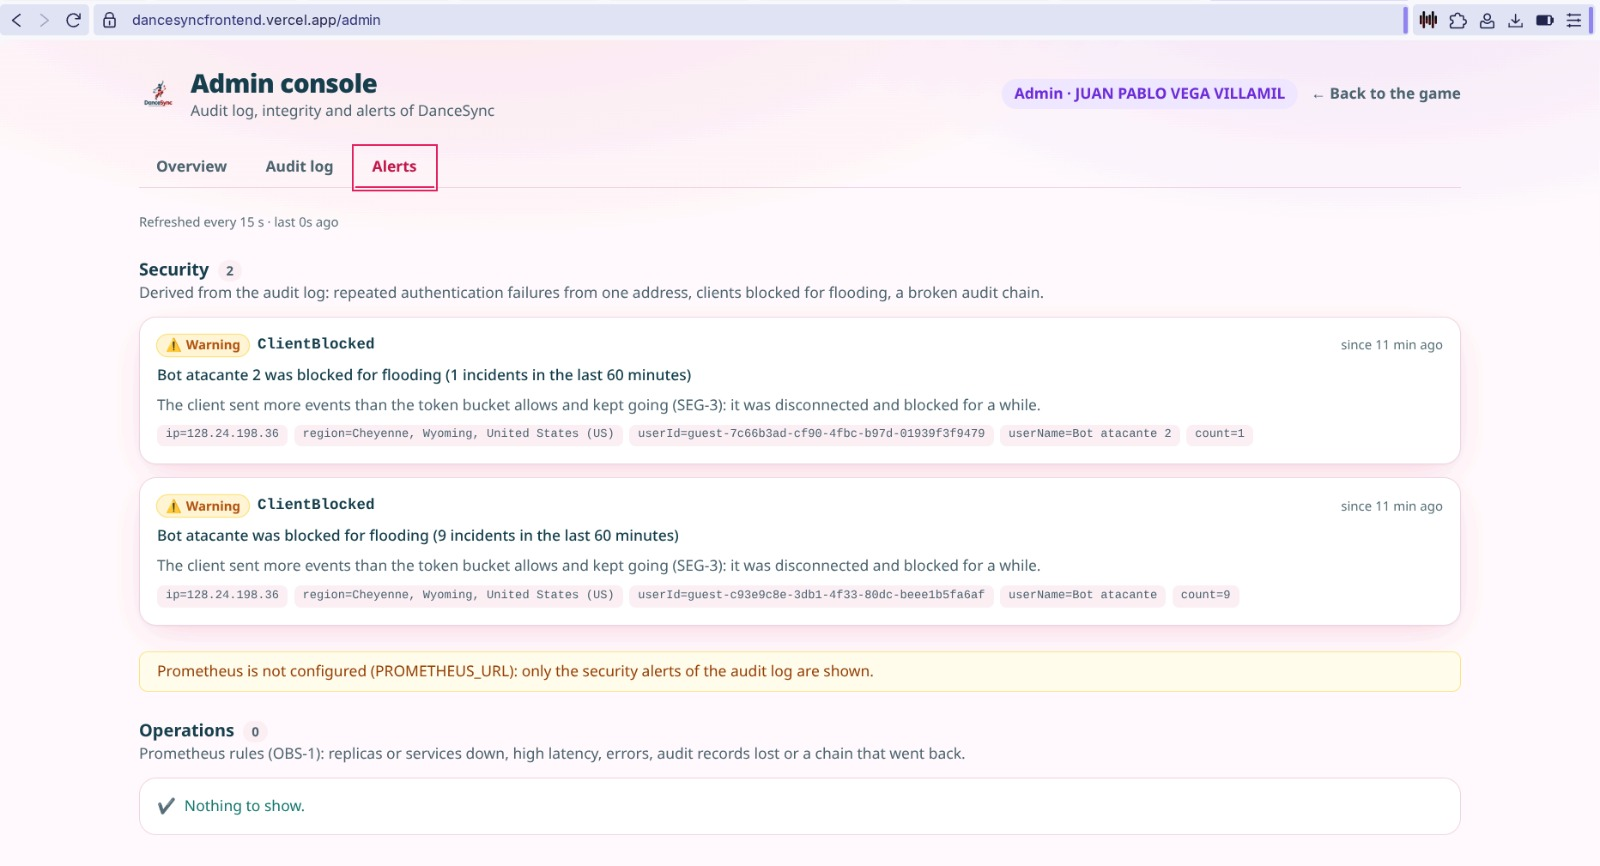 dancesyncfrontend.vercel.app/admin
DanceSync
Admin console
Audit log, integrity and alerts of DanceSync
Admin · JUAN PABLO VEGA VILLAMIL
← Back to the game
Overview
Audit log
Alerts
Refreshed every 15 s · last 0s ago
Security 2
Derived from the audit log: repeated authentication failures from one address, clients blocked for flooding, a broken audit chain.
⚠️ Warning ClientBlocked since 11 min ago
Bot atacante 2 was blocked for flooding (1 incidents in the last 60 minutes)
The client sent more events than the token bucket allows and kept going (SEG-3): it was disconnected and blocked for a while.
ip=128.24.198.36 region=Cheyenne, Wyoming, United States (US) userId=guest-7c66b3ad-cf90-4fbc-b97d-01939f3f9479 userName=Bot atacante 2 count=1
⚠️ Warning ClientBlocked since 11 min ago
Bot atacante was blocked for flooding (9 incidents in the last 60 minutes)
The client sent more events than the token bucket allows and kept going (SEG-3): it was disconnected and blocked for a while.
ip=128.24.198.36 region=Cheyenne, Wyoming, United States (US) userId=guest-c93e9c8e-3db1-4f33-80dc-beee1b5fa6af userName=Bot atacante count=9
Prometheus is not configured (PROMETHEUS_URL): only the security alerts of the audit log are shown.
Operations 0
Prometheus rules (OBS-1): replicas or services down, high latency, errors, audit records lost or a chain that went back.
✔ Nothing to show.